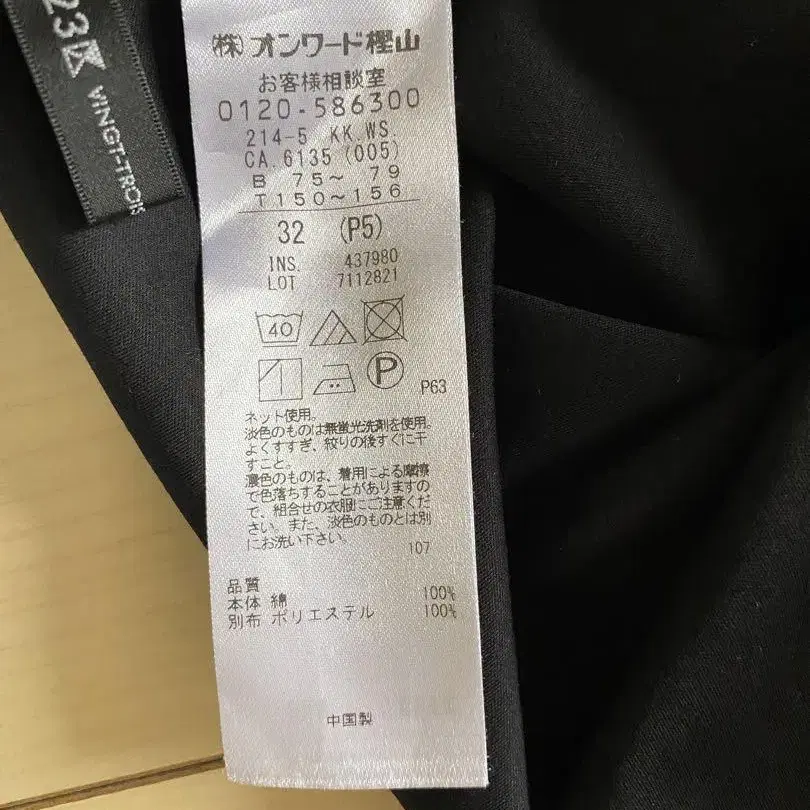 23区
VINGT-TROIS
(株)オンワード樫山
お客様相談室
0120-586300
214-5 KK.WS.
CA.6135 (005)
B 75～ 79
T150～156
32 (P5)
INS. 437980
LOT 7112821
40
P
P63
ネット使用。
淡色のものは無蛍光洗剤を使用。
よくすすぎ、絞りの後すぐに干
すこと。
濃色のものは、着用による摩擦
で色落ちすることがありますの
で、組合せの衣服にご注意くだ
さい。また、淡色のものとは別
にお洗い下さい。
107
品質
本体 綿 100%
別布 ポリエステル 100%
中国製